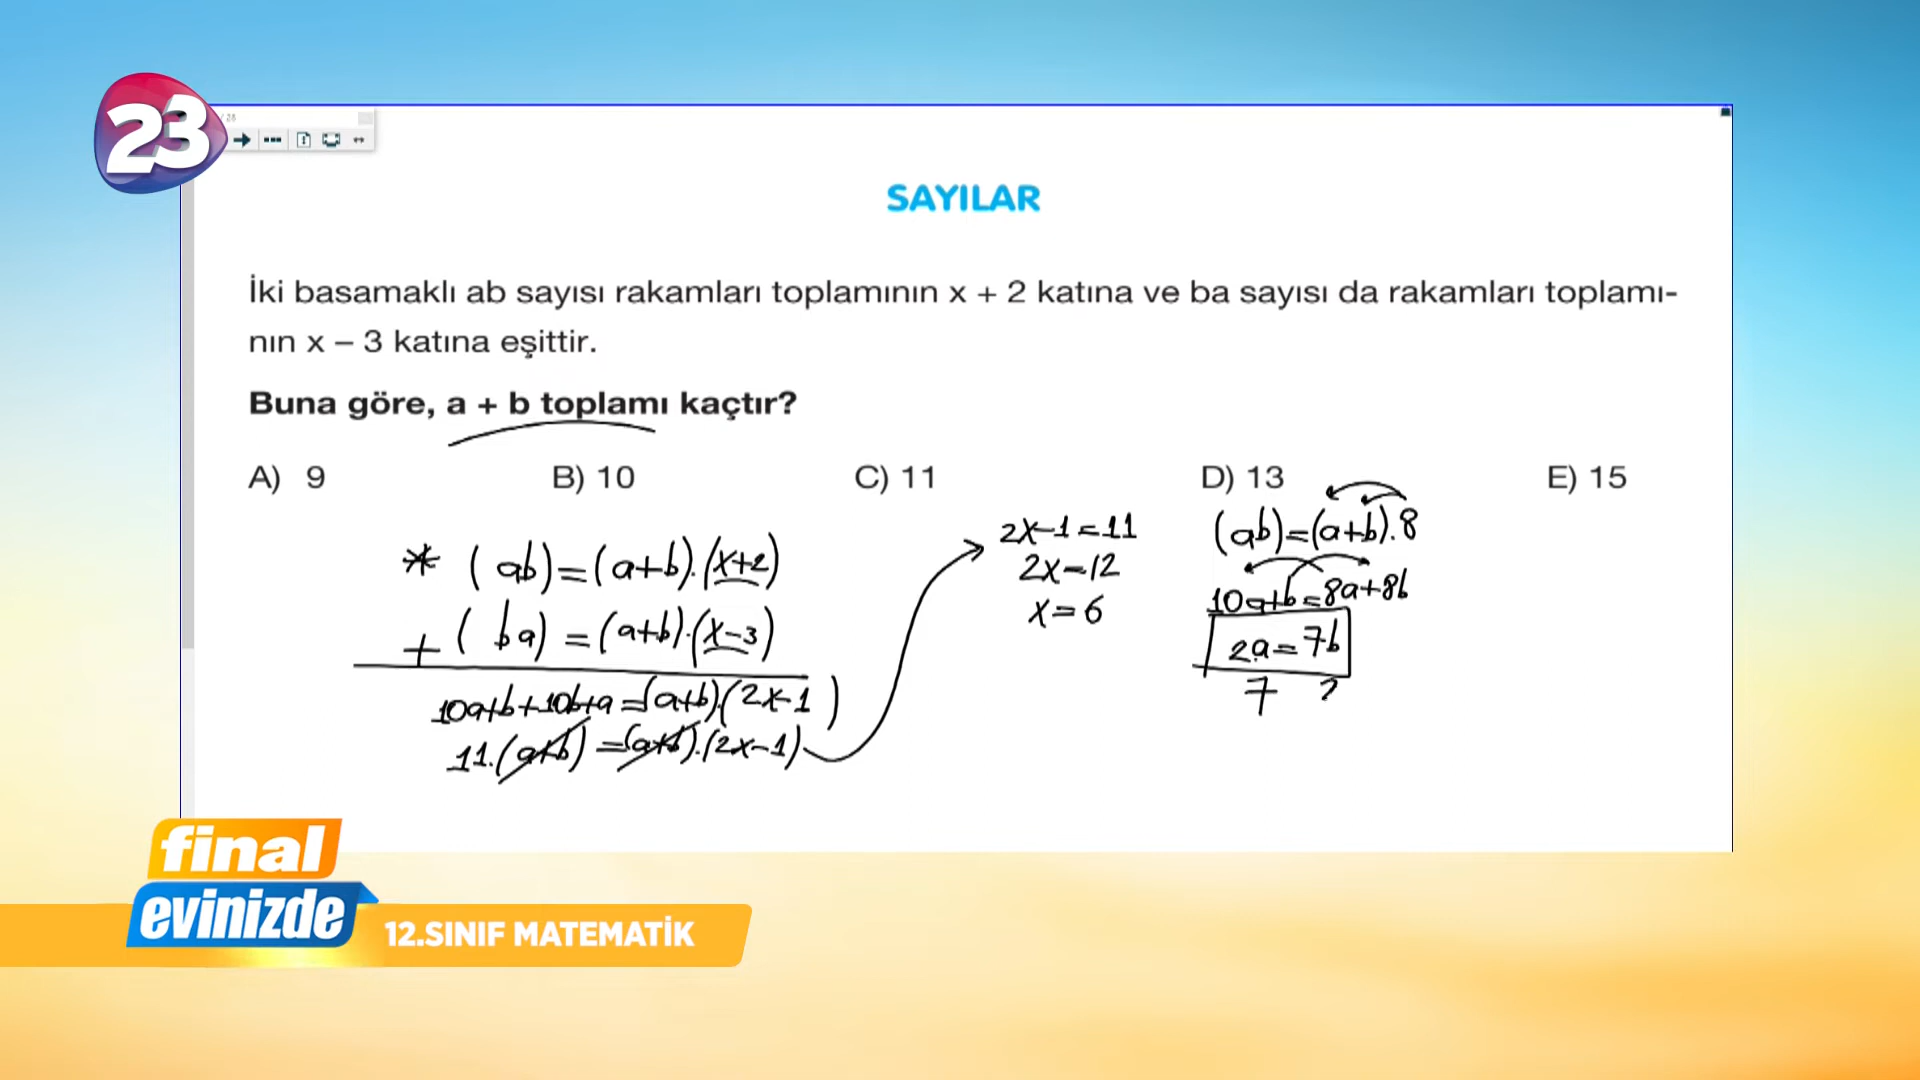 23
/ 28
SAYILAR
İki basamaklı ab sayısı rakamları toplamının x + 2 katına ve ba sayısı da rakamları toplamı-
nın x – 3 katına eşittir.
Buna göre, a + b toplamı kaçtır?
A) 9 B) 10 C) 11 D) 13 E) 15
* (ab)=(a+b).(x+2)
+ (ba)=(a+b).(x-3)
10a+b+10b+a=(a+b).(2x-1)
11.(a+b)=(a+b).(2x-1)
2x-1=11
2x=12
x=6
(ab)=(a+b).8
10a+b=8a+8b
2a=7b
7 2
final
evinizde
12.SINIF MATEMATİK